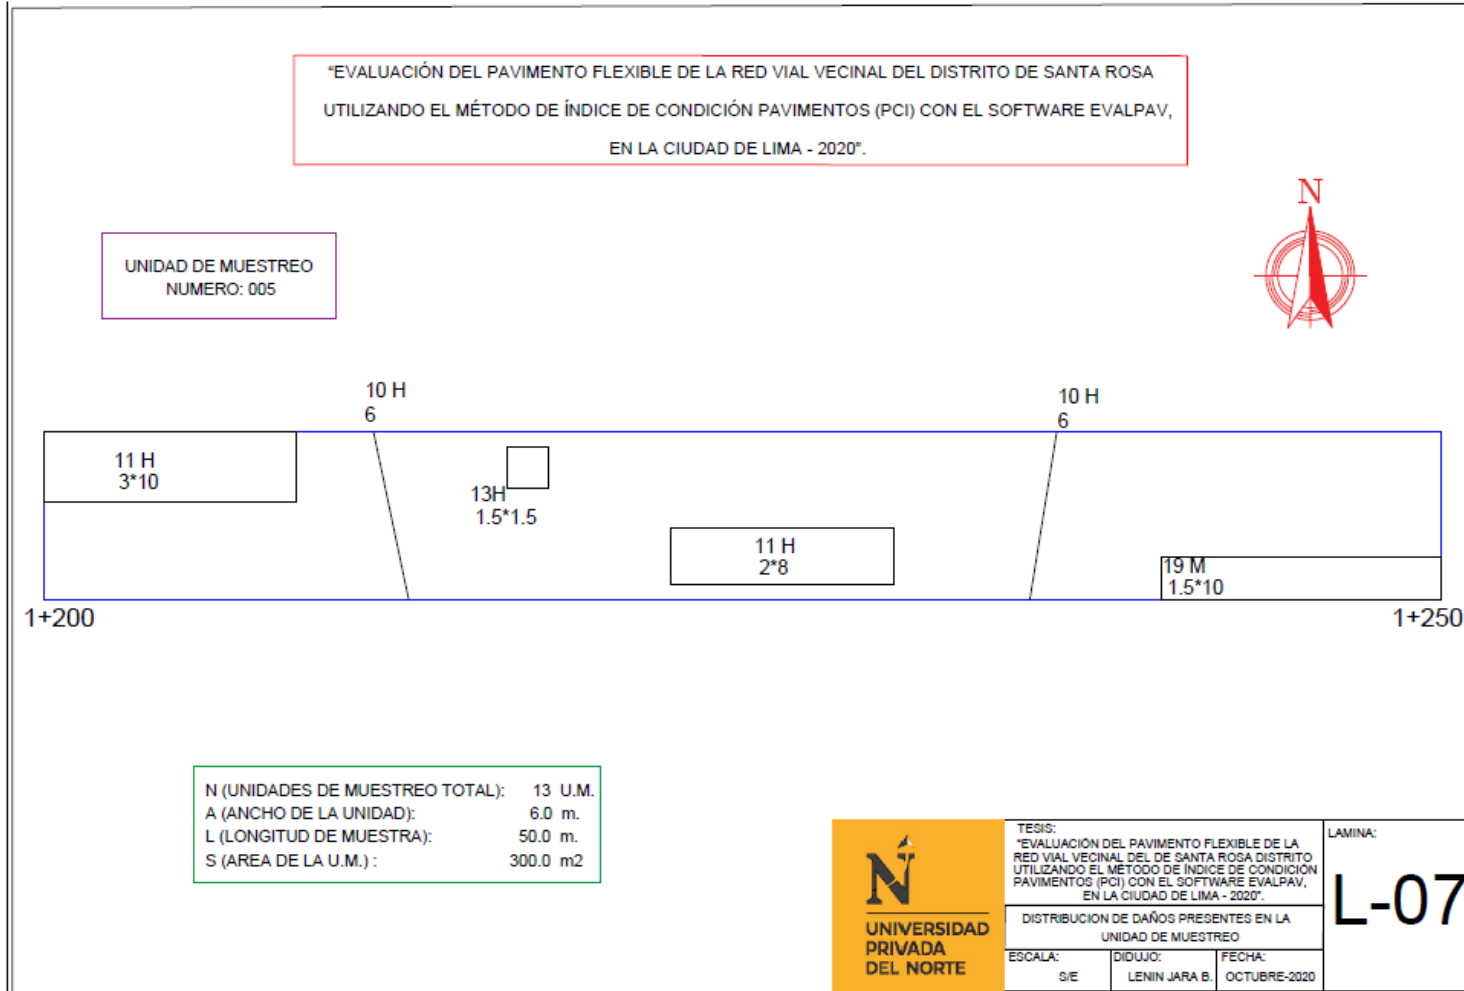 "EVALUACIÓN DEL PAVIMENTO FLEXIBLE DE LA RED VIAL VECINAL DEL DISTRITO DE SANTA ROSA
UTILIZANDO EL MÉTODO DE ÍNDICE DE CONDICIÓN PAVIMENTOS (PCI) CON EL SOFTWARE EVALPAV,
EN LA CIUDAD DE LIMA - 2020".
N
UNIDAD DE MUESTREO
NUMERO: 005
10 H
6
10 H
6
11 H
3*10
13H
1.5*1.5
11 H
2*8
19 M
1.5*10
1+200
1+250
N (UNIDADES DE MUESTREO TOTAL): 13 U.M.
A (ANCHO DE LA UNIDAD): 6.0 m.
L (LONGITUD DE MUESTRA): 50.0 m.
S (AREA DE LA U.M.) : 300.0 m2
N
UNIVERSIDAD
PRIVADA
DEL NORTE
TESIS:
"EVALUACIÓN DEL PAVIMENTO FLEXIBLE DE LA
RED VIAL VECINAL DEL DE SANTA ROSA DISTRITO
UTILIZANDO EL MÉTODO DE ÍNDICE DE CONDICIÓN
PAVIMENTOS (PCI) CON EL SOFTWARE EVALPAV,
EN LA CIUDAD DE LIMA - 2020".
DISTRIBUCION DE DAÑOS PRESENTES EN LA
UNIDAD DE MUESTREO
ESCALA:
S/E
DIDUJO:
LENIN JARA B.
FECHA:
OCTUBRE-2020
LAMINA:
L-07